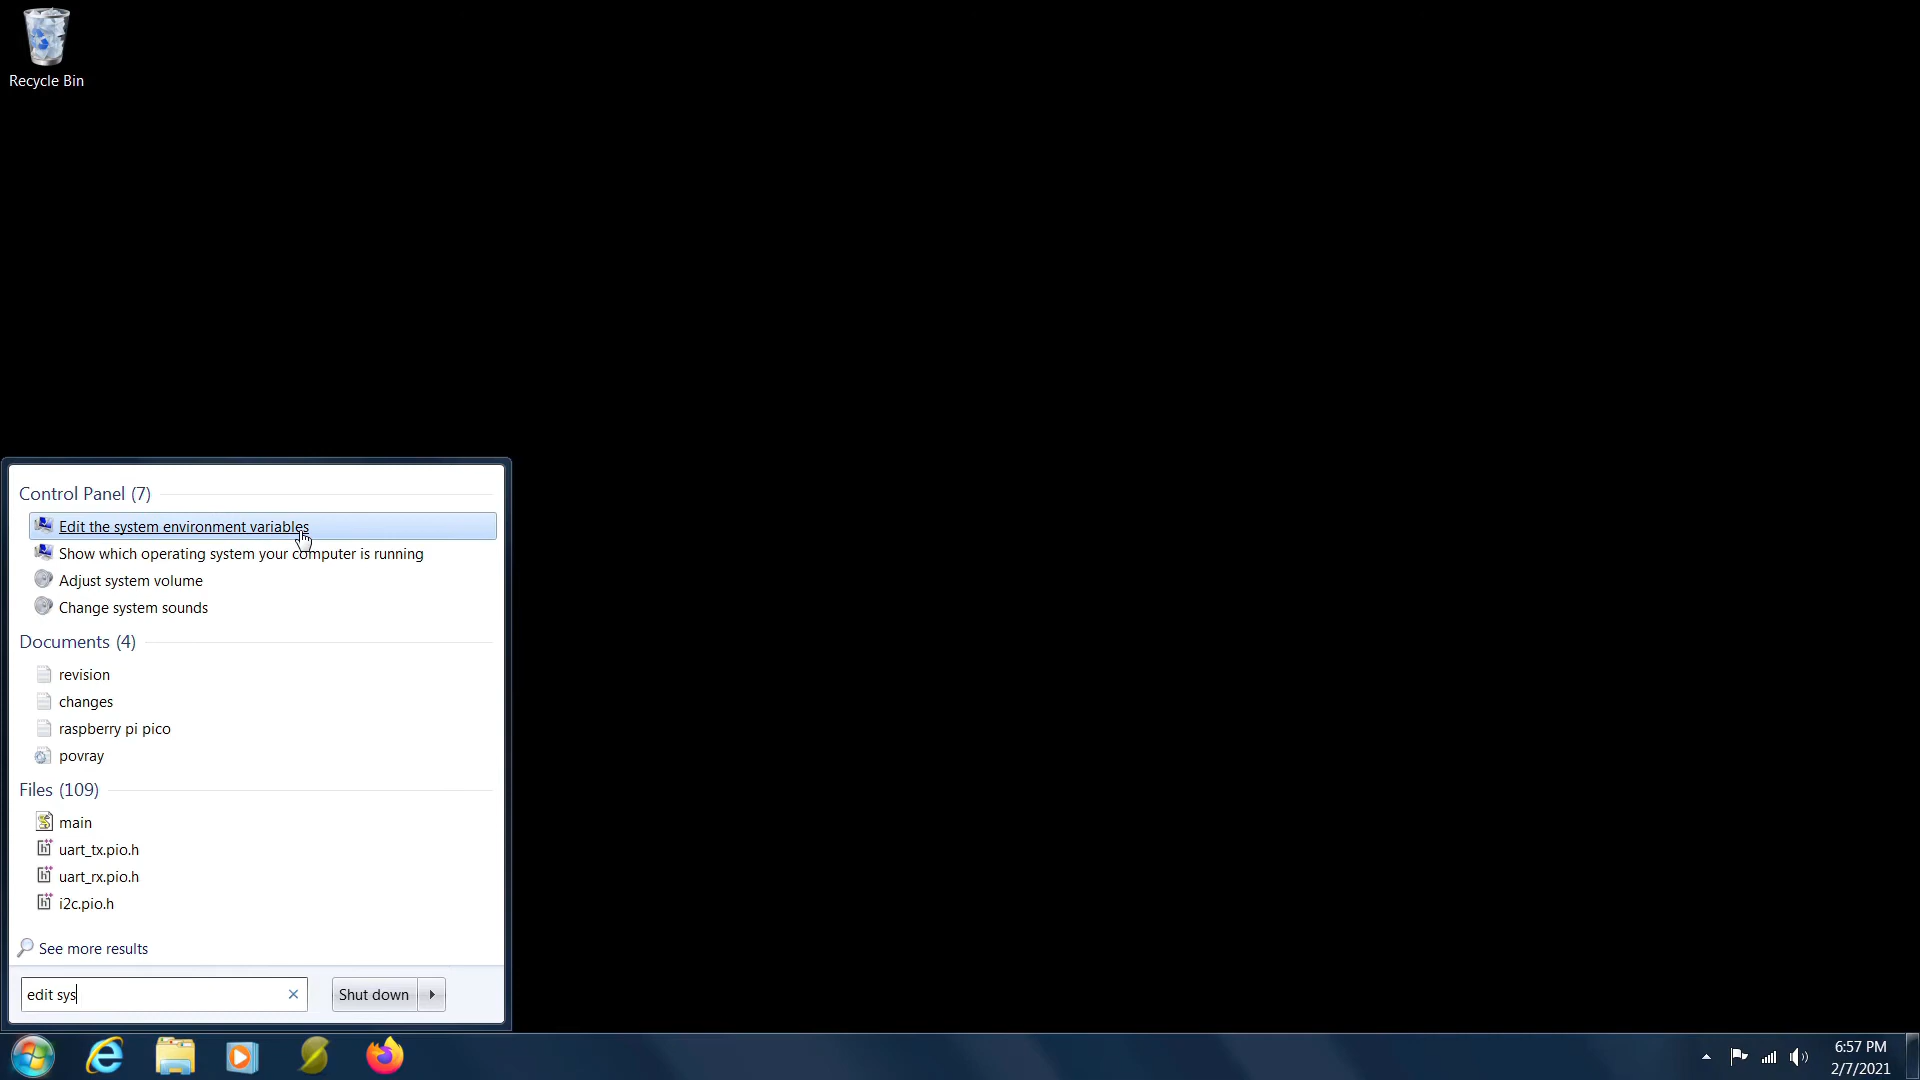 Recycle Bin
Control Panel (7)
Edit the system environment variables
Show which operating system your computer is running
Adjust system volume
Change system sounds
Documents (4)
revision
changes
raspberry pi pico
povray
Files (109)
main
uart_tx.pio.h
uart_rx.pio.h
i2c.pio.h
See more results
edit sys
Shut down
6:57 PM
2/7/2021